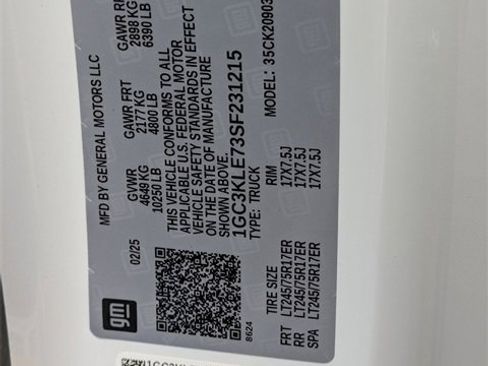 gm
MFD BY GENERAL MOTORS LLC
02/25
GVWR
4649 KG
10250 LB
GAWR FRT
2177 KG
4800 LB
GAWR
2898 KG
6390 LB
THIS VEHICLE CONFORMS TO ALL
APPLICABLE U.S. FEDERAL MOTOR
VEHICLE SAFETY STANDARDS IN EFFECT
ON THE DATE OF MANUFACTURE
SHOWN ABOVE.
1GC3KLE73SF231215
TYPE: TRUCK
MODEL: 35CK20903
8624
TIRE SIZE
RIM
FRT LT245/75R17ER 17X7.5J
RR LT245/75R17ER 17X7.5J
SPA LT245/75R17ER 17X7.5J